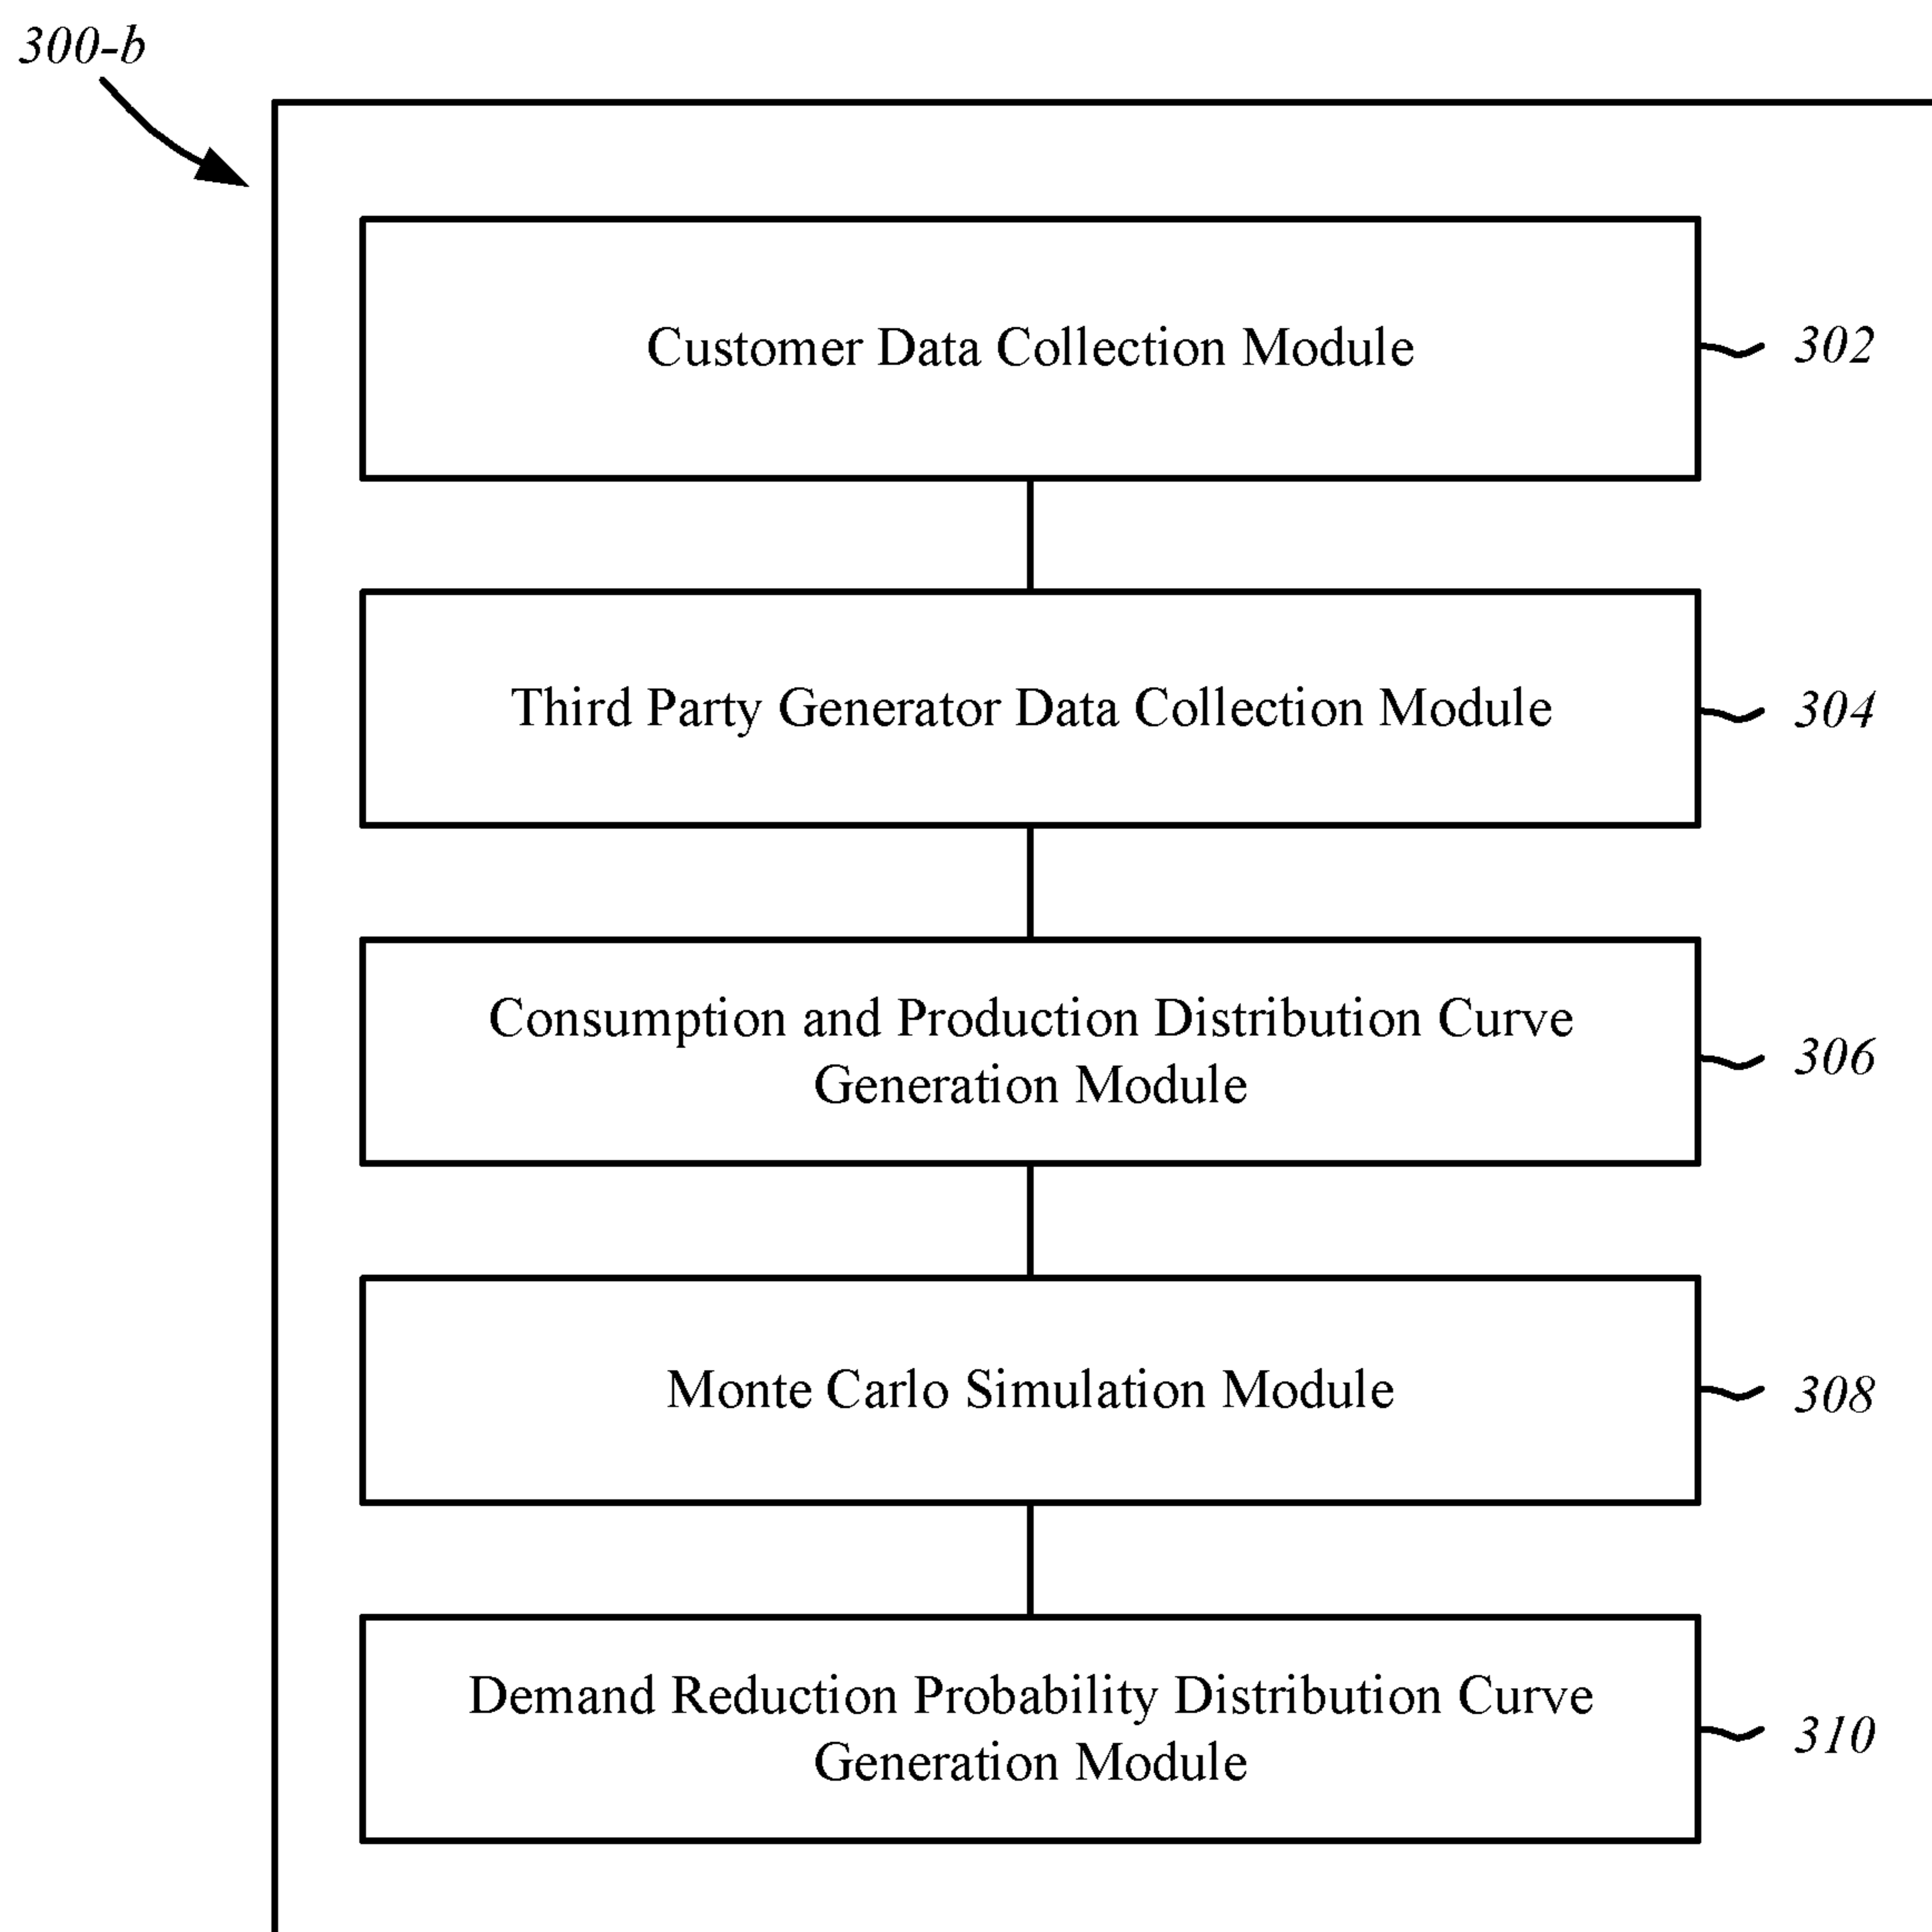 300-b
Customer Data Collection Module
302
Third Party Generator Data Collection Module
304
Consumption and Production Distribution Curve
Generation Module
306
Monte Carlo Simulation Module
308
Demand Reduction Probability Distribution Curve
Generation Module
310